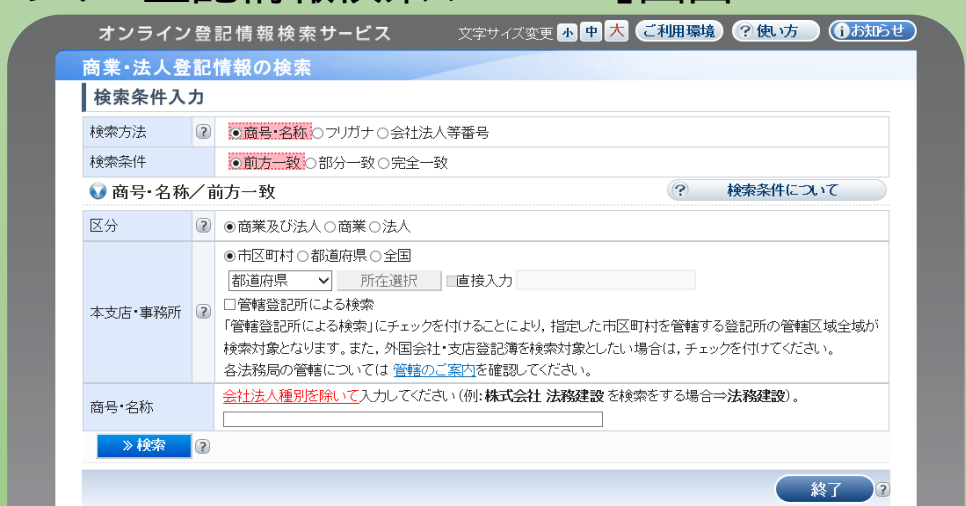 オンライン登記情報検索サービス 文字サイズ変更 小 中 大 ご利用環境 ? 使い方 i お知らせ
商業・法人登記情報の検索
検索条件入力
検索方法 ? ◉商号・名称○フリガナ○会社法人等番号
検索条件 ◉前方一致○部分一致○完全一致
商号・名称／前方一致 ? 検索条件について
区分 ? ◉商業及び法人○商業○法人
◉市区町村○都道府県○全国
都道府県 所在選択 □直接入力
本支店・事務所 ? □管轄登記所による検索
「管轄登記所による検索」にチェックを付けることにより, 指定した市区町村を管轄する登記所の管轄区域全域が
検索対象となります。また, 外国会社・支店登記簿を検索対象としたい場合は, チェックを付けてください。
各法務局の管轄については 管轄のご案内を確認してください。
商号・名称 会社法人種別を除いて入力してください(例:株式会社 法務建設 を検索をする場合⇒法務建設)。
≫検索 ?
終了 ?